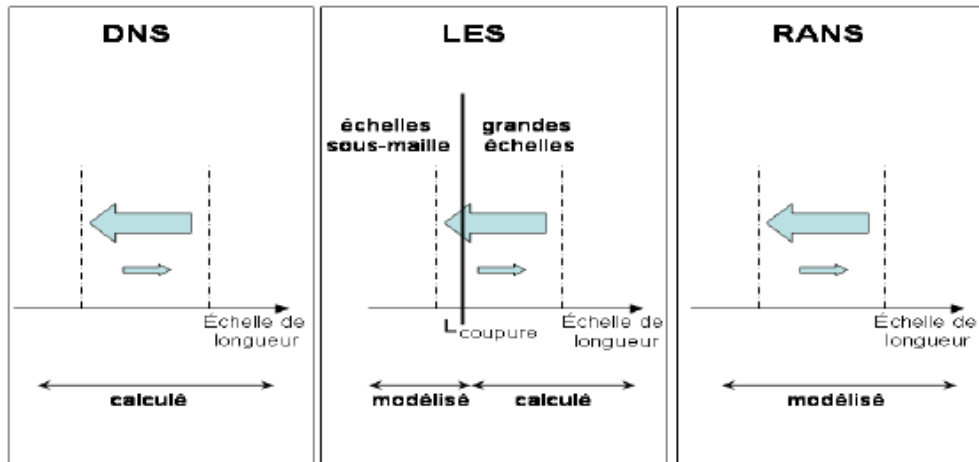 DNS
Échelle de
longueur
calculé
LES
échelles
sous-maille
grandes
échelles
L coupure
Échelle de
longueur
modélisé
calculé
RANS
Échelle de
longueur
modélisé